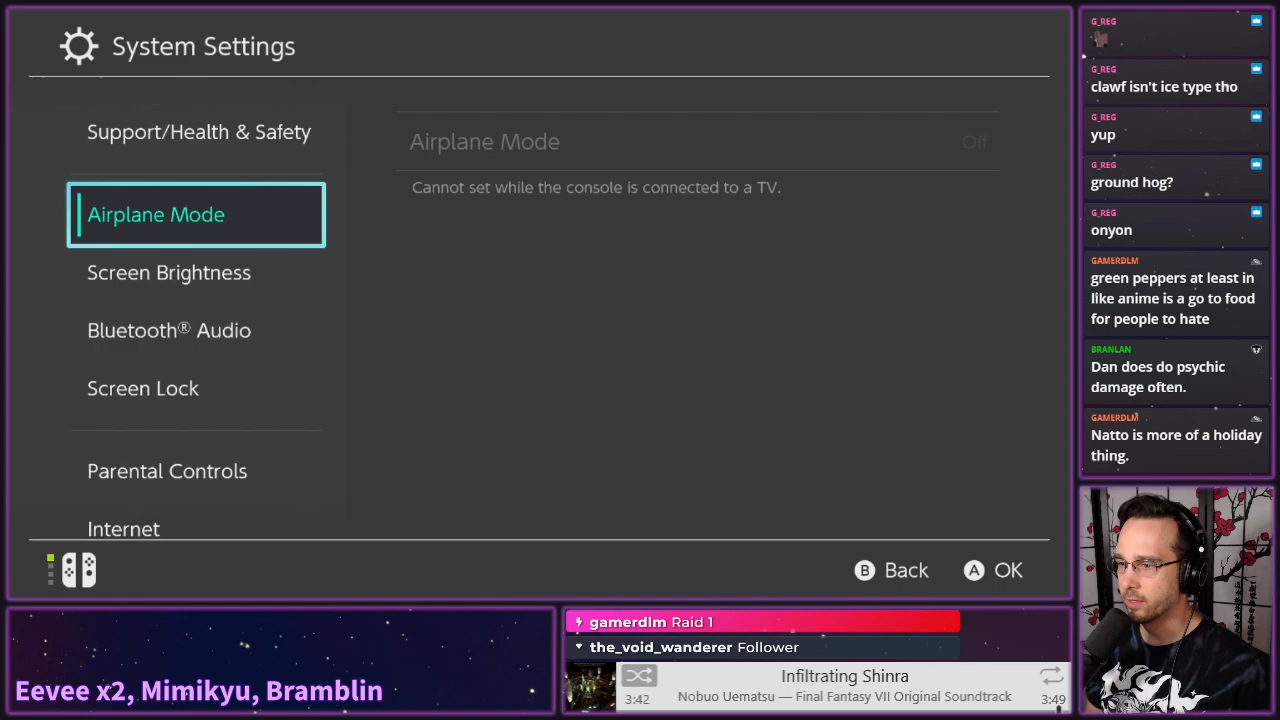 System Settings
Support/Health & Safety
Airplane Mode
Screen Brightness
Bluetooth® Audio
Screen Lock
Parental Controls
Internet
Airplane Mode Off
Cannot set while the console is connected to a TV.
B Back A OK
G_REG
G_REG
clawf isn't ice type tho
G_REG
yup
G_REG
ground hog?
G_REG
onyon
GAMERDLM
green peppers at least in
like anime is a go to food
for people to hate
BRANLAN
Dan does do psychic
damage often.
GAMERDLM
Natto is more of a holiday
thing.
Eevee x2, Mimikyu, Bramblin
gamerdlm Raid 1
the_void_wanderer Follower
Infiltrating Shinra
3:42 Nobuo Uematsu — Final Fantasy VII Original Soundtrack 3:49